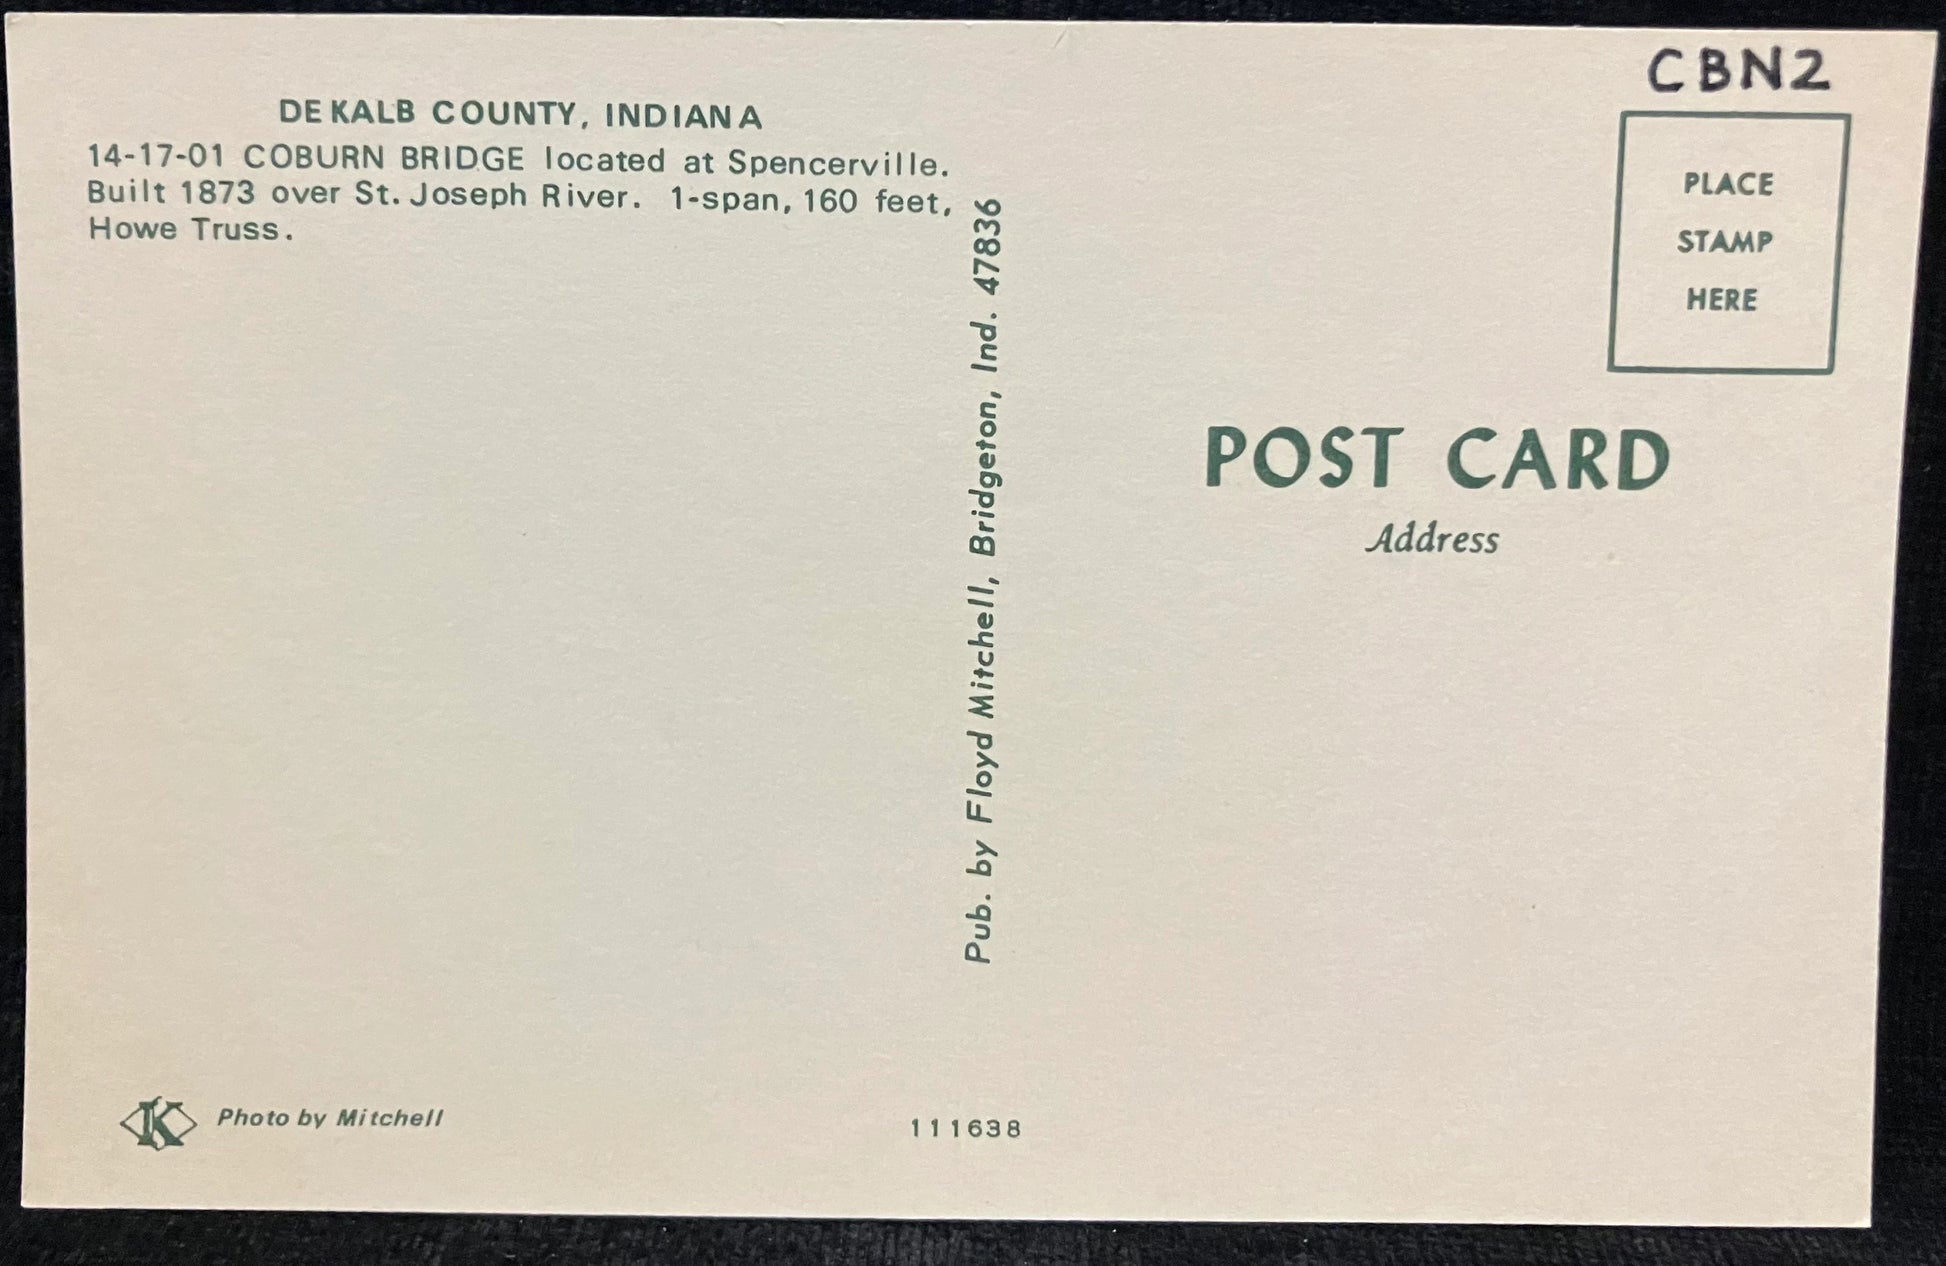 DE KALB COUNTY, INDIANA
14-17-01 COBURN BRIDGE located at Spencerville.
Built 1873 over St. Joseph River. 1-span, 160 feet,
Howe Truss.
Pub. by Floyd Mitchell, Bridgeton, Ind. 47836
CBN2
PLACE
STAMP
HERE
POST CARD
Address
K
Photo by Mitchell
111638